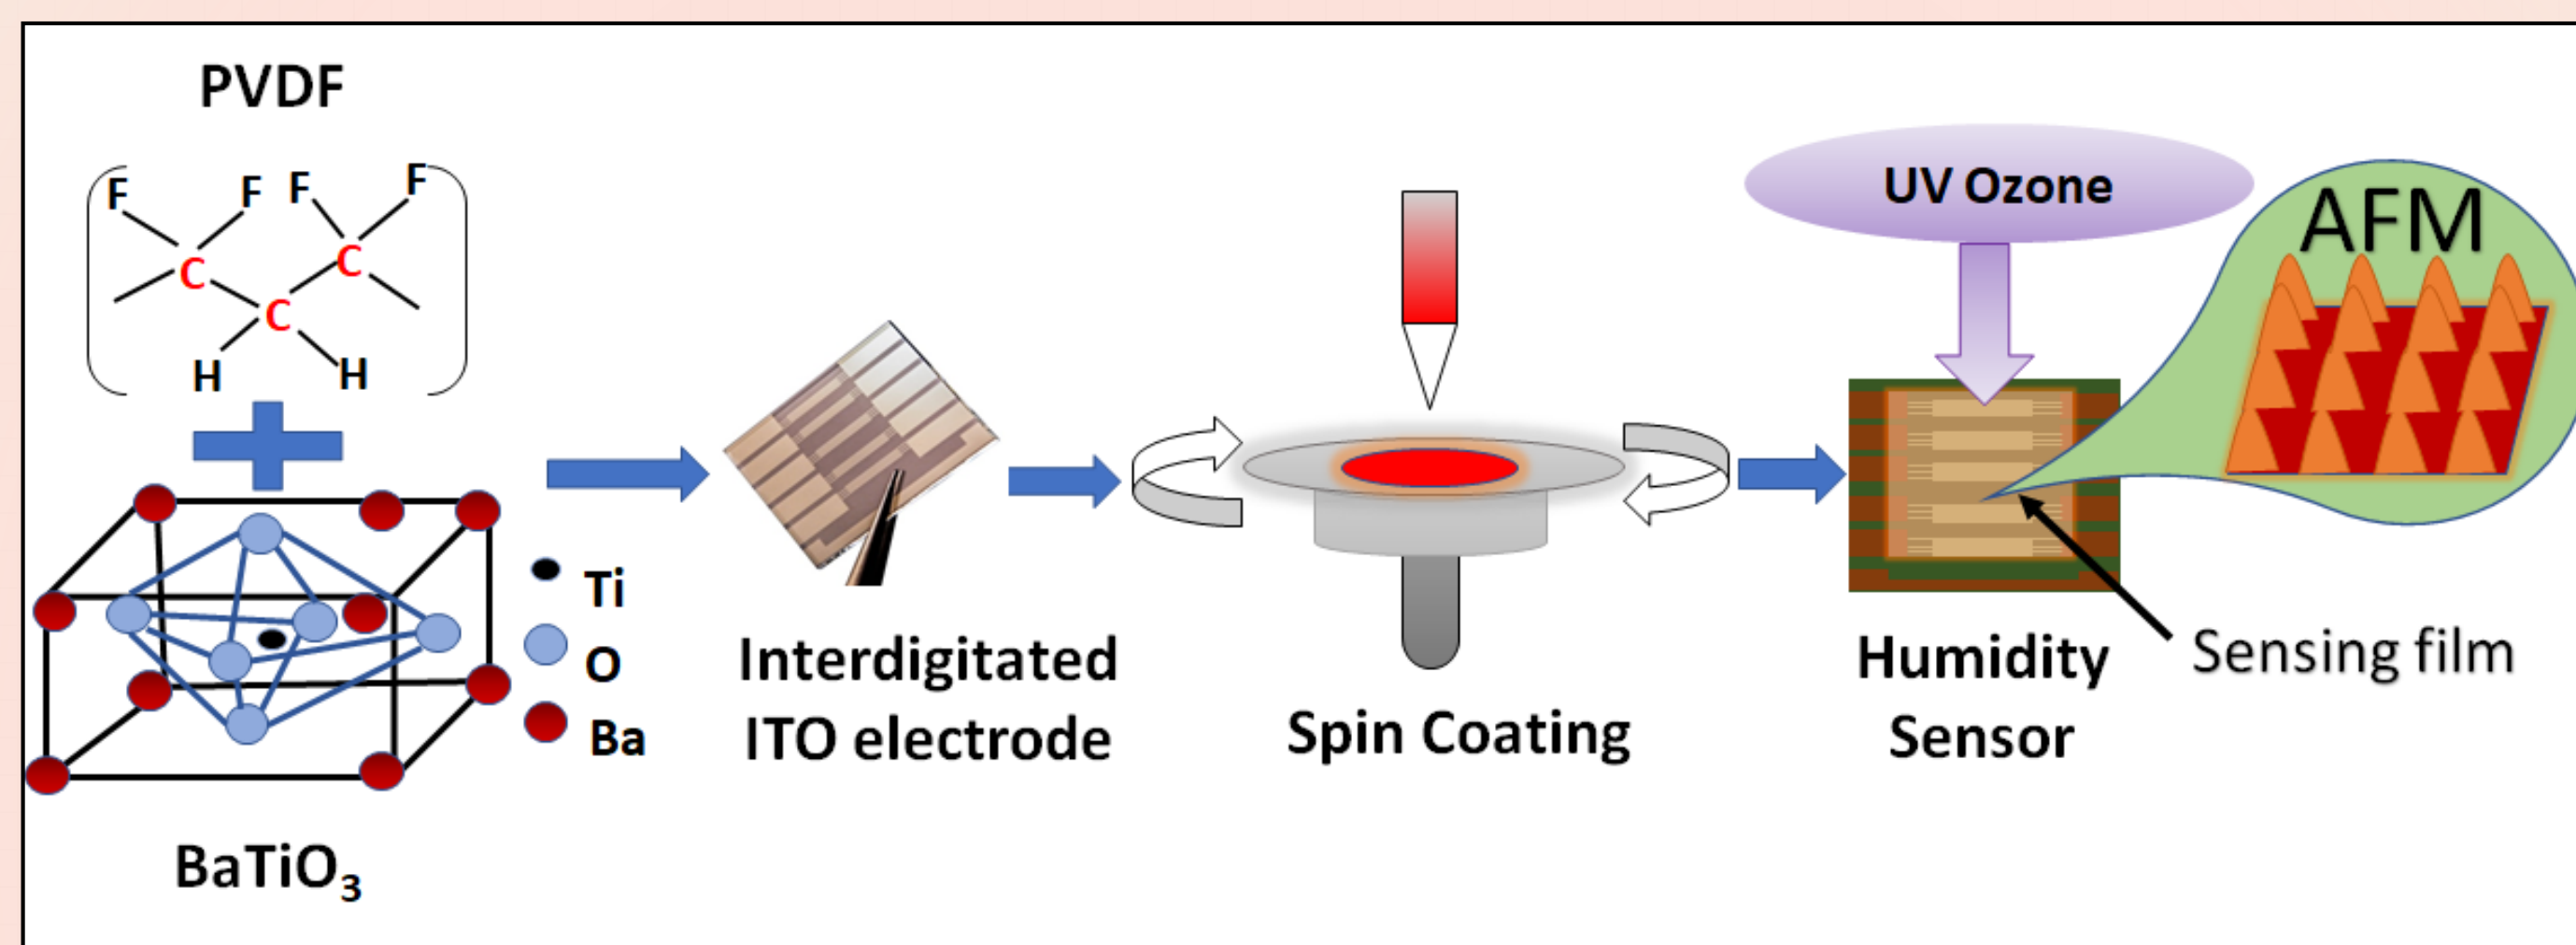 PVDF
F F F F
C C
C
H H
Ti
O
Ba
BaTiO₃
Interdigitated
ITO electrode
Spin Coating
UV Ozone
Humidity
Sensor
AFM
Sensing film